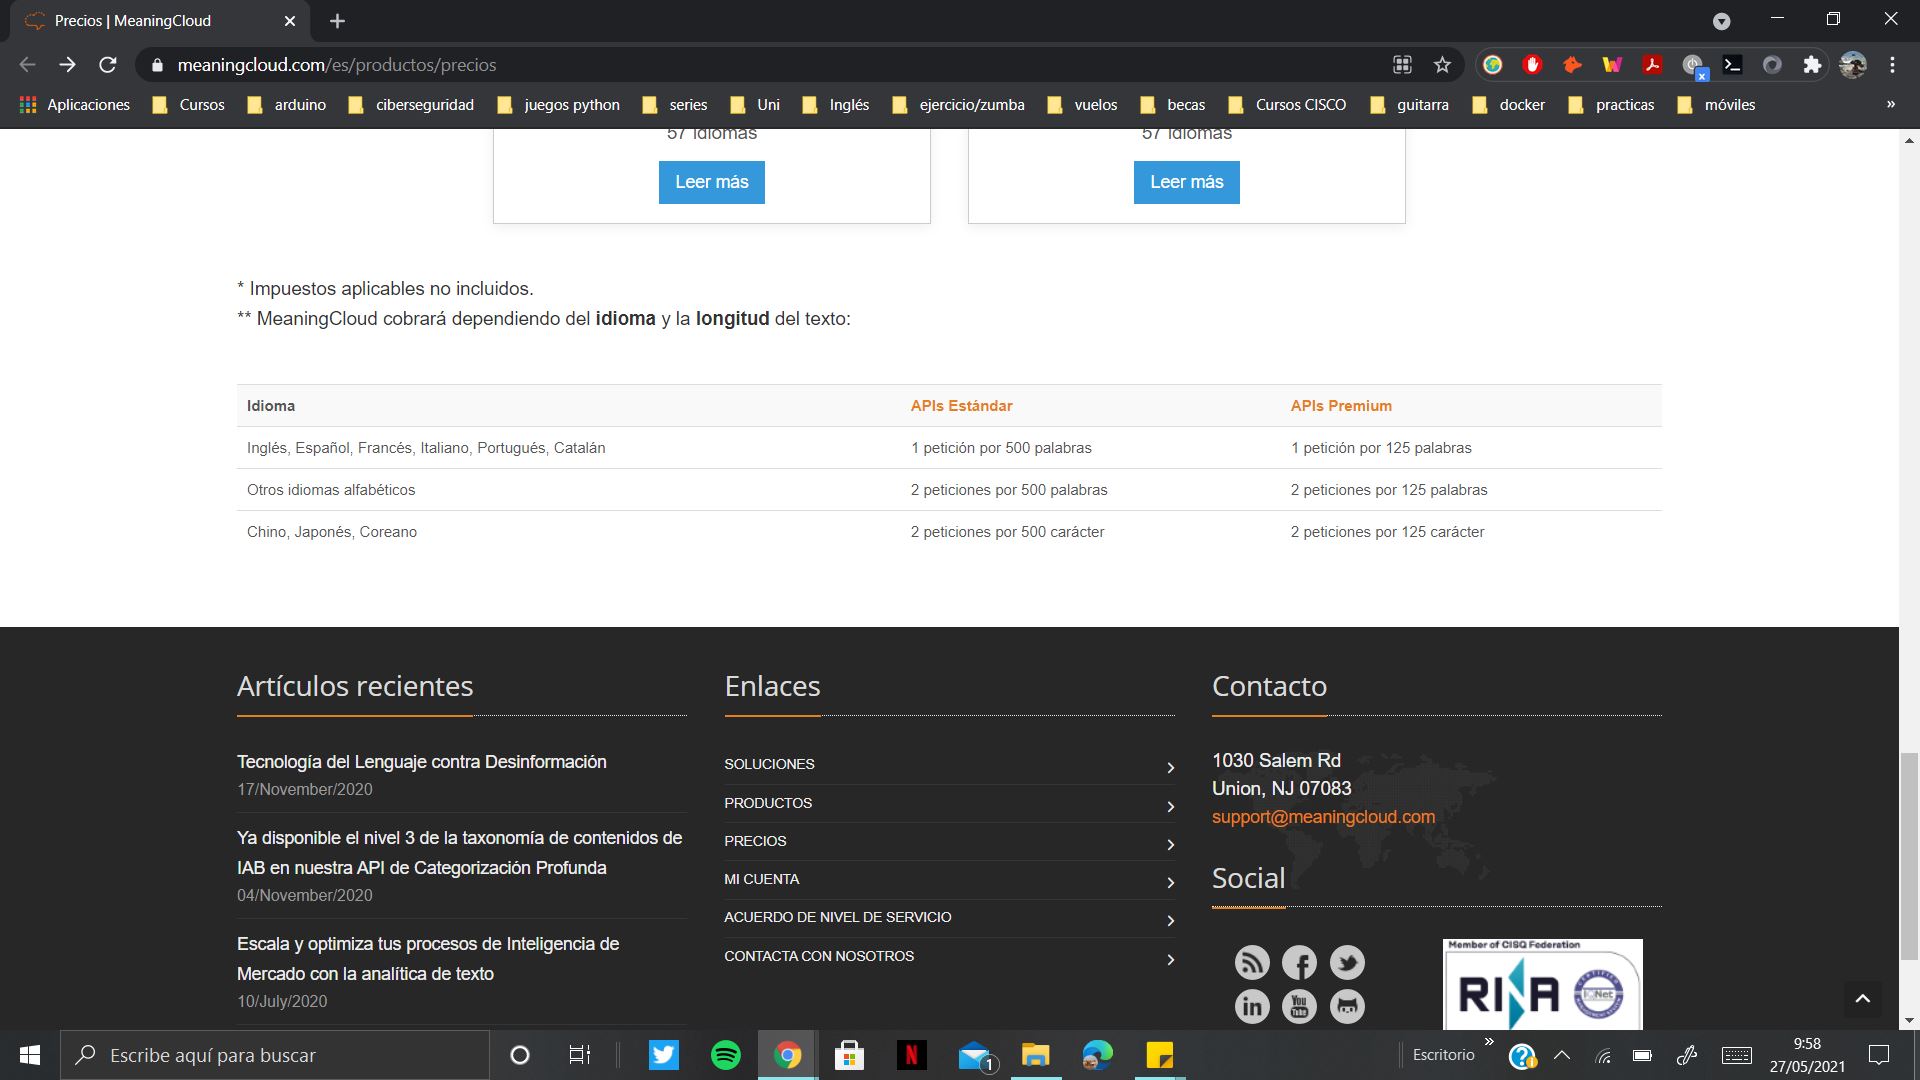 Precios | MeaningCloud
meaningcloud.com/es/productos/precios
Aplicaciones
Cursos
arduino
ciberseguridad
juegos python
series
Uni
Inglés
ejercicio/zumba
vuelos
becas
Cursos CISCO
guitarra
docker
practicas
móviles
»
57 idiomas
57 idiomas
Leer más
Leer más
* Impuestos aplicables no incluidos.
** MeaningCloud cobrará dependiendo del idioma y la longitud del texto:
Idioma APIs Estándar APIs Premium
Inglés, Español, Francés, Italiano, Portugués, Catalán 1 petición por 500 palabras 1 petición por 125 palabras
Otros idiomas alfabéticos 2 peticiones por 500 palabras 2 peticiones por 125 palabras
Chino, Japonés, Coreano 2 peticiones por 500 carácter 2 peticiones por 125 carácter
Artículos recientes
Tecnología del Lenguaje contra Desinformación
17/November/2020
Ya disponible el nivel 3 de la taxonomía de contenidos de
IAB en nuestra API de Categorización Profunda
04/November/2020
Escala y optimiza tus procesos de Inteligencia de
Mercado con la analítica de texto
10/July/2020
Enlaces
SOLUCIONES
PRODUCTOS
PRECIOS
MI CUENTA
ACUERDO DE NIVEL DE SERVICIO
CONTACTA CON NOSOTROS
Contacto
1030 Salem Rd
Union, NJ 07083
support@meaningcloud.com
Social
in
You Tube
Member of CISQ Federation
RINA
IQNet
Escribe aquí para buscar
N
1
Escritorio
»
9:58
27/05/2021